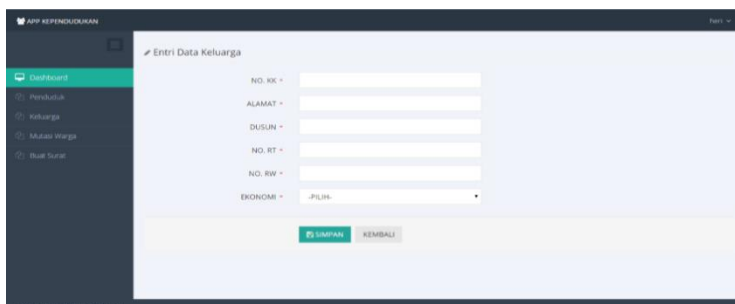 APP KEPENDUDUKAN
heri
Entri Data Keluarga
Dashboard
Penduduk
Keluarga
Mutasi Warga
Buat Surat
NO. KK *
ALAMAT *
DUSUN *
NO. RT *
NO. RW *
EKONOMI * -PILIH-
SIMPAN KEMBALI